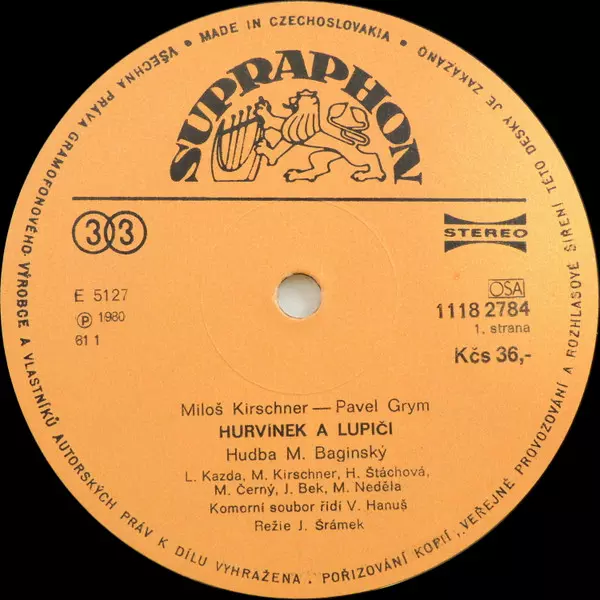 VŠECHNA PRÁVA GRAMOFONOVÉHO VÝROBCE A VLASTNÍKŮ AUTORSKÝCH PRÁV K DÍLU VYHRAŽENA . POŘIZOVÁNÍ KOPIÍ, VEŘEJNÉ PROVOZOVÁNÍ A ROZHLASOVÉ ŠÍŘENÍ TÉTO DESKY JE ZAKÁZÁNO
• MADE IN CZECHOSLOVAKIA •
SUPRAPHON
33
STEREO
E 5127
Ⓟ 1980
61 1
OSA
1118 2784
1. strana
Kčs 36,-
Miloš Kirschner — Pavel Grym
HURVÍNEK A LUPIČI
Hudba M. Baginský
L. Kazda, M. Kirschner, H. Štáchová,
M. Černý, J. Bek, M. Neděla
Komorní soubor řídí V. Hanuš
Režie J. Šrámek